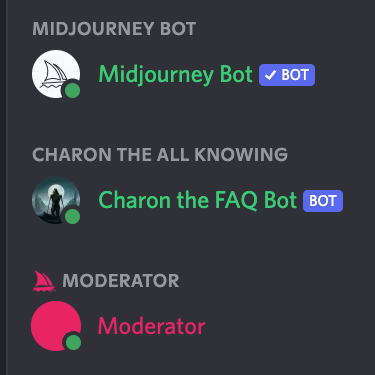 MIDJOURNEY BOT
Midjourney Bot ✓ BOT
CHARON THE ALL KNOWING
Charon the FAQ Bot BOT
MODERATOR
Moderator